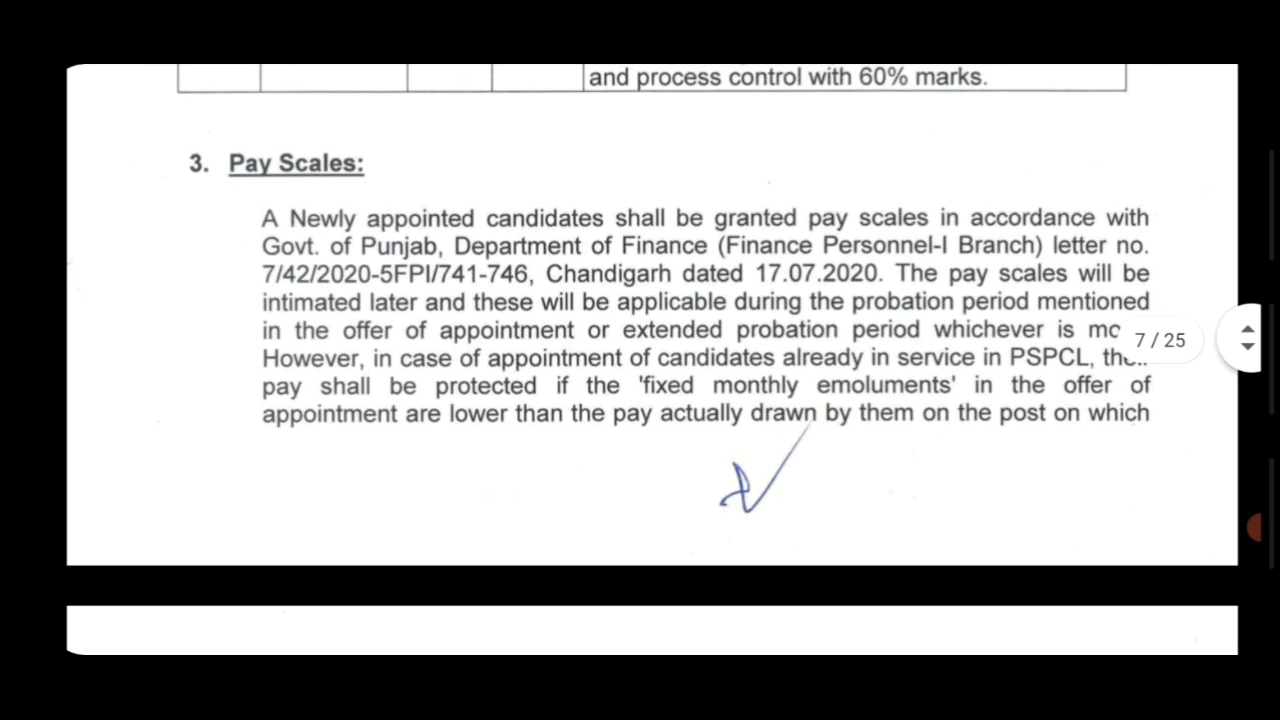 and process control with 60% marks.
3. Pay Scales:
A Newly appointed candidates shall be granted pay scales in accordance with
Govt. of Punjab, Department of Finance (Finance Personnel-I Branch) letter no.
7/42/2020-5FPI/741-746, Chandigarh dated 17.07.2020. The pay scales will be
intimated later and these will be applicable during the probation period mentioned
in the offer of appointment or extended probation period whichever is
7 / 25
However, in case of appointment of candidates already in service in PSPCL,
pay shall be protected if the 'fixed monthly emoluments' in the offer of
appointment are lower than the pay actually drawn by them on the post on which